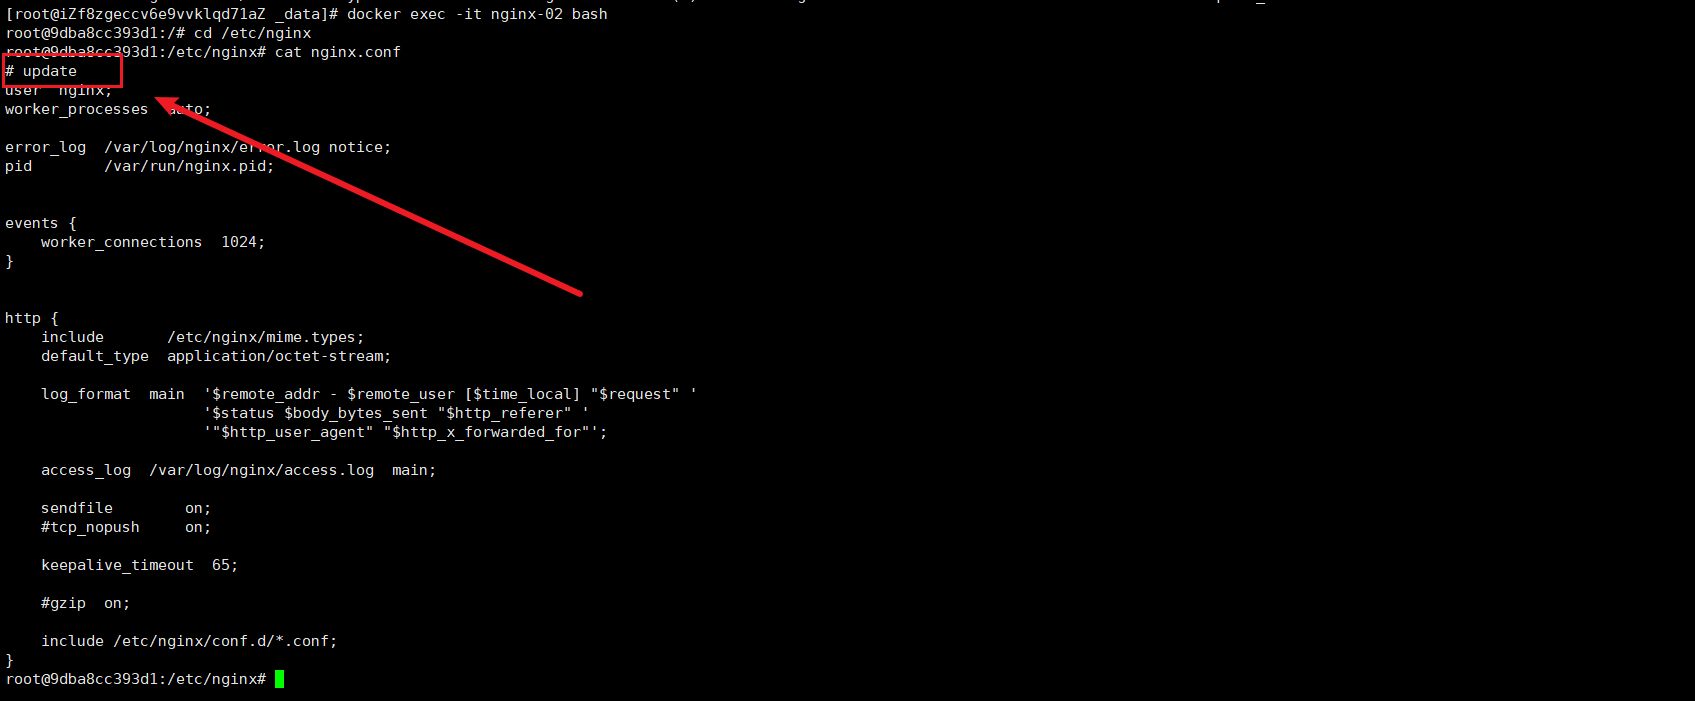 [root@iZf8zgeccv6e9vvklqd71aZ _data]# docker exec -it nginx-02 bash
root@9dba8cc393d1:/# cd /etc/nginx
root@9dba8cc393d1:/etc/nginx# cat nginx.conf
# update
user  nginx;
worker_processes  auto;
error_log  /var/log/nginx/error.log notice;
pid        /var/run/nginx.pid;
events {
    worker_connections  1024;
}
http {
    include       /etc/nginx/mime.types;
    default_type  application/octet-stream;
    log_format  main  '$remote_addr - $remote_user [$time_local] "$request" '
                      '$status $body_bytes_sent "$http_referer" '
                      '"$http_user_agent" "$http_x_forwarded_for"';
    access_log  /var/log/nginx/access.log  main;
    sendfile        on;
    #tcp_nopush     on;
    keepalive_timeout  65;
    #gzip  on;
    include /etc/nginx/conf.d/*.conf;
}
root@9dba8cc393d1:/etc/nginx#